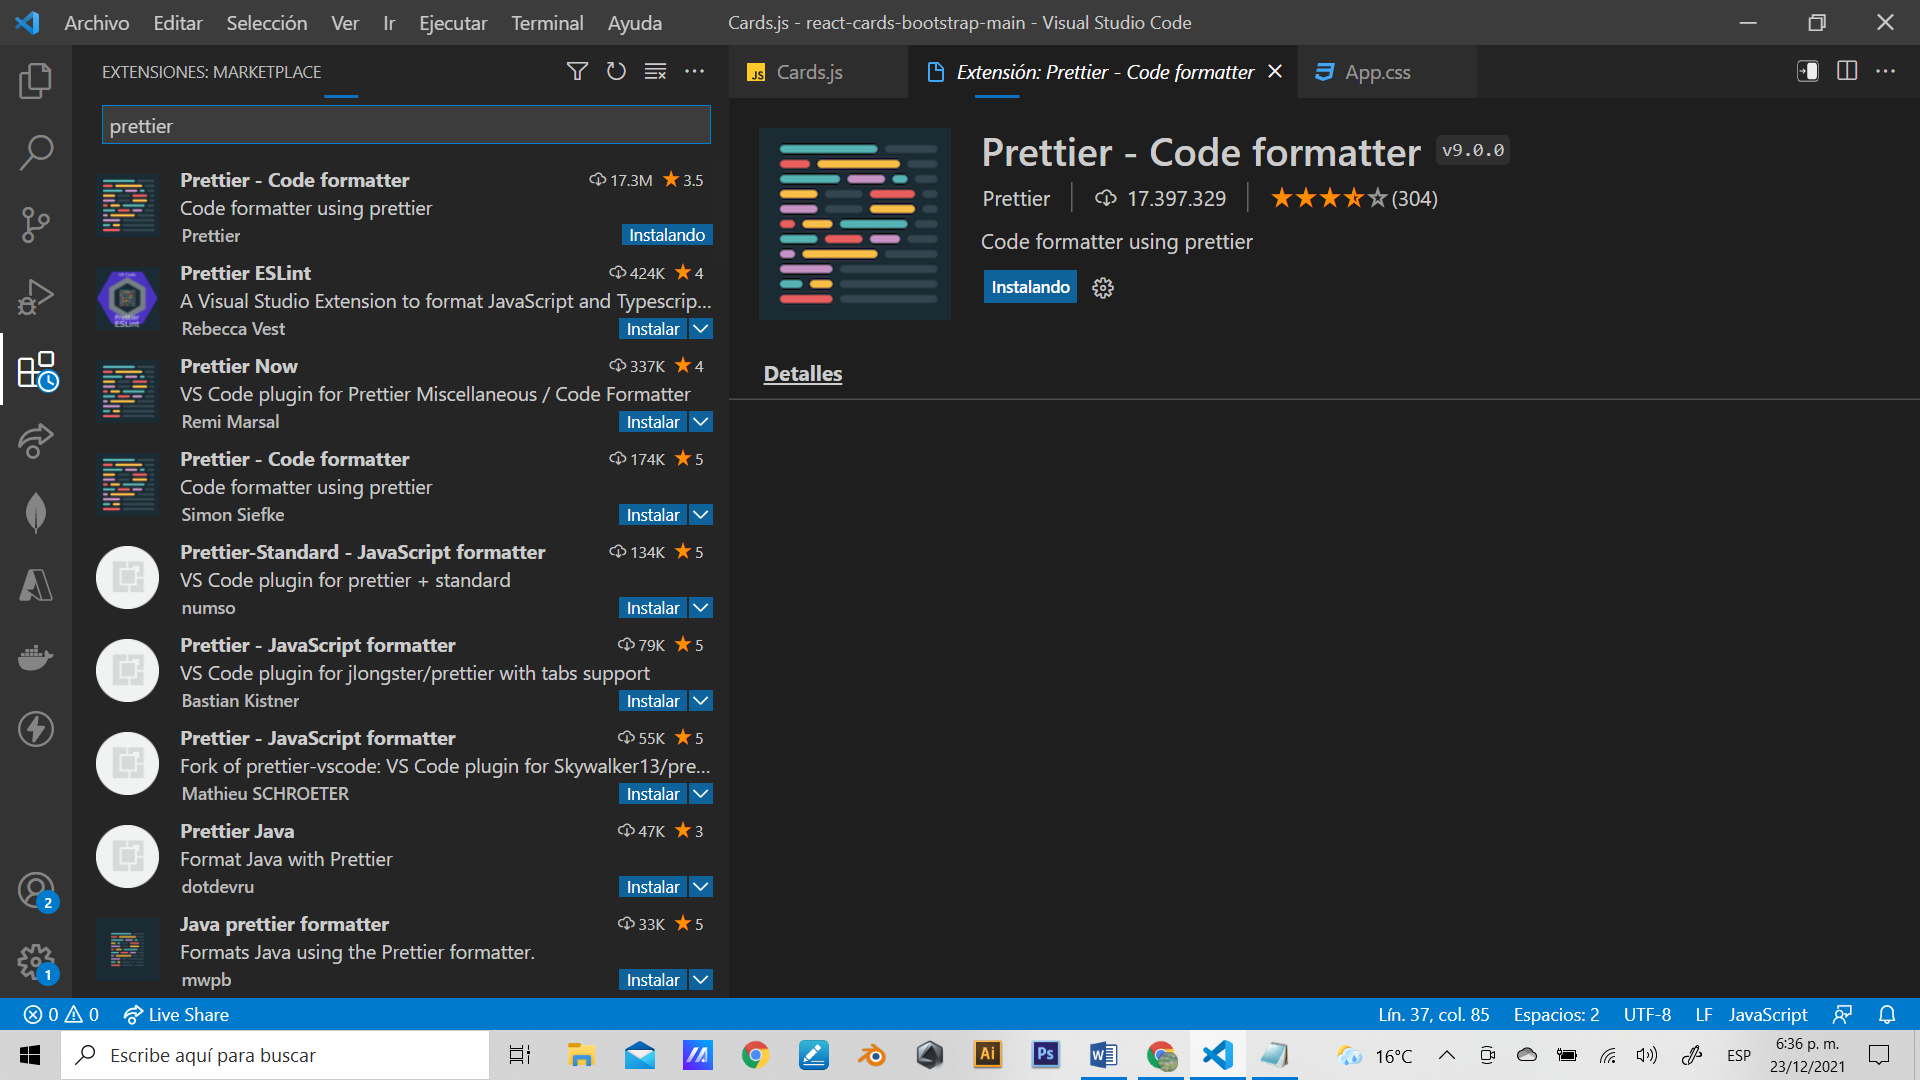 Archivo Editar Selección Ver Ir Ejecutar Terminal Ayuda Cards.js - react-cards-bootstrap-main - Visual Studio Code
EXTENSIONES: MARKETPLACE
JS Cards.js Extensión: Prettier - Code formatter App.css
prettier
Prettier - Code formatter 17.3M 3.5
Code formatter using prettier
Prettier Instalando
Prettier ESLint 424K 4
A Visual Studio Extension to format JavaScript and Typescrip...
Rebecca Vest Instalar
Prettier Now 337K 4
VS Code plugin for Prettier Miscellaneous / Code Formatter
Remi Marsal Instalar
Prettier - Code formatter 174K 5
Code formatter using prettier
Simon Siefke Instalar
Prettier-Standard - JavaScript formatter 134K 5
VS Code plugin for prettier + standard
numso Instalar
Prettier - JavaScript formatter 79K 5
VS Code plugin for jlongster/prettier with tabs support
Bastian Kistner Instalar
Prettier - JavaScript formatter 55K 5
Fork of prettier-vscode: VS Code plugin for Skywalker13/pre...
Mathieu SCHROETER Instalar
Prettier Java 47K 3
Format Java with Prettier
dotdevru Instalar
Java prettier formatter 33K 5
Formats Java using the Prettier formatter.
mwpb Instalar
Prettier - Code formatter v9.0.0
Prettier 17.397.329 (304)
Code formatter using prettier
Instalando
Detalles
2
1
0 0 Live Share Lín. 37, col. 85 Espacios: 2 UTF-8 LF JavaScript
Escribe aquí para buscar Ai Ps 16°C ESP 6:36 p. m.
23/12/2021